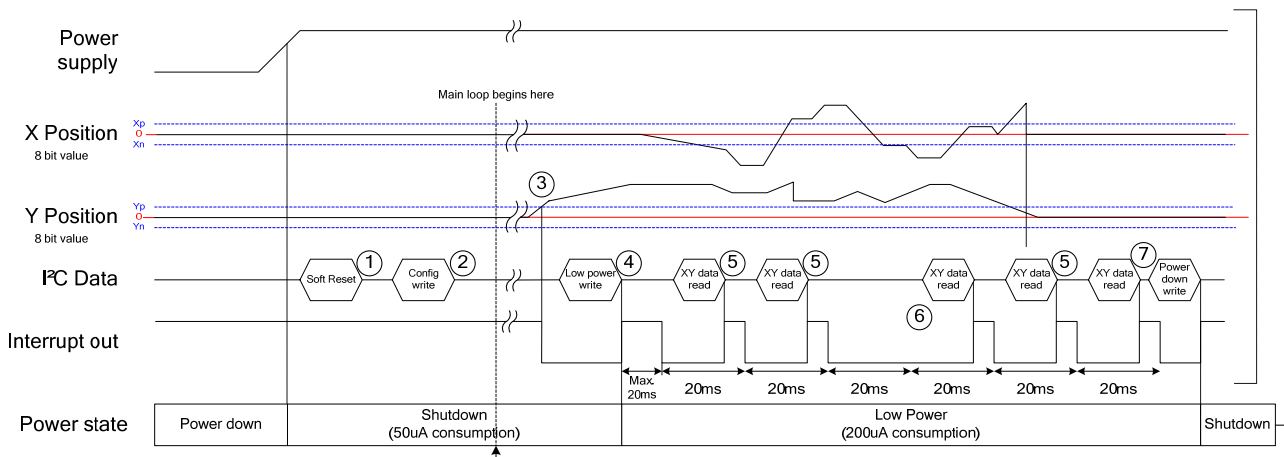 Power
supply
Main loop begins here
X Position
8 bit value
Xp
O
Xn
3
Y Position
8 bit value
Yp
O
Yn
I²C Data
Soft Reset
1
Config
write
2
Low power
write
4
XY data
read
5
XY data
read
5
XY data
read
XY data
read
5
XY data
read
7
Power
down
write
6
Interrupt out
Max.
20ms
20ms
20ms
20ms
20ms
20ms
20ms
Power state
Power down
Shutdown
(50uA consumption)
Low Power
(200uA consumption)
Shutdown